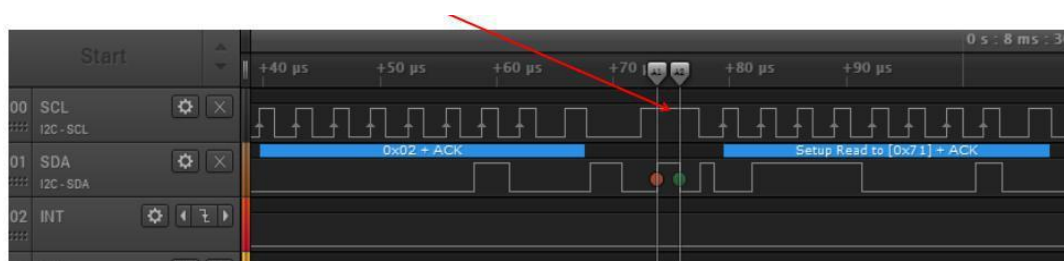 0 s : 8 ms : 3
Start
+40 µs +50 µs +60 µs +70 +80 µs +90 µs
A1 A2
00 SCL
I2C - SCL
0x02 + ACK Setup Read to [0x71] + ACK
01 SDA
I2C - SDA
02 INT